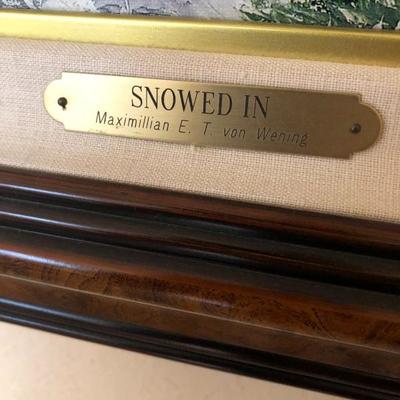 SNOWED IN
Maximillian E. T. von Wening